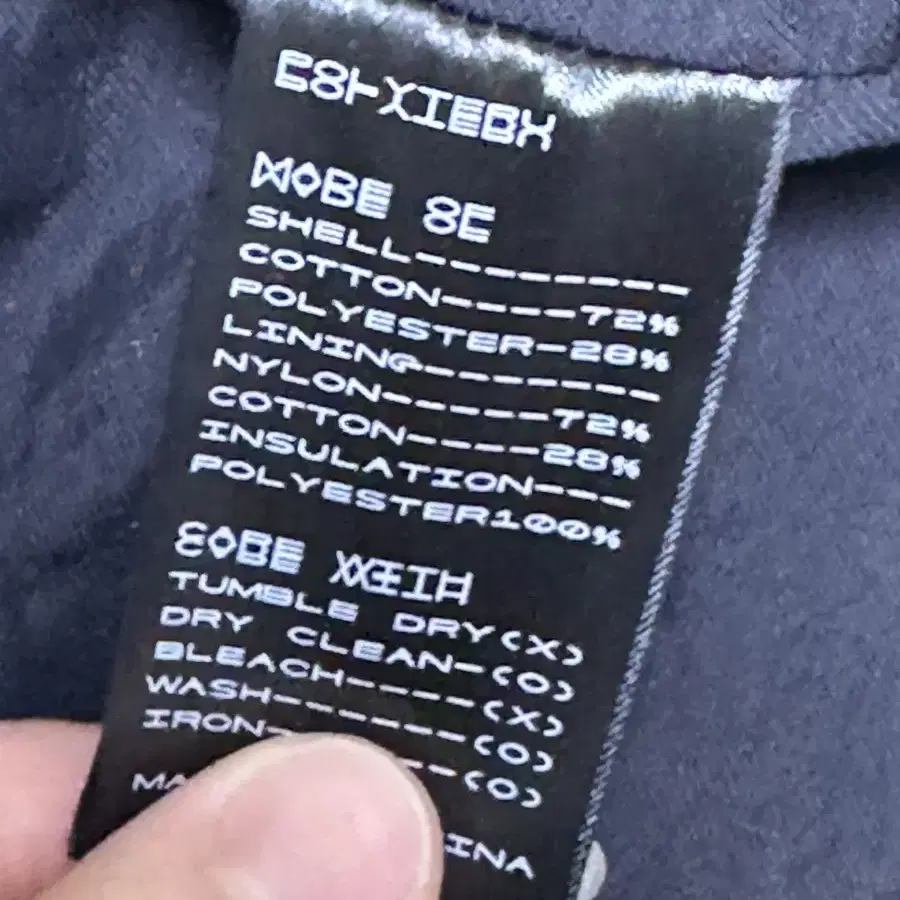 SHELL--------
COTTON-----72%
POLYESTER-28%
LINING--------
NYLON------72%
COTTON-----28%
INSULATION---
POLYESTER100%
TUMBLE DRY(X)
DRY CLEAN-(O)
BLEACH-----(X)
WASH-------(O)
IRON-------(O)